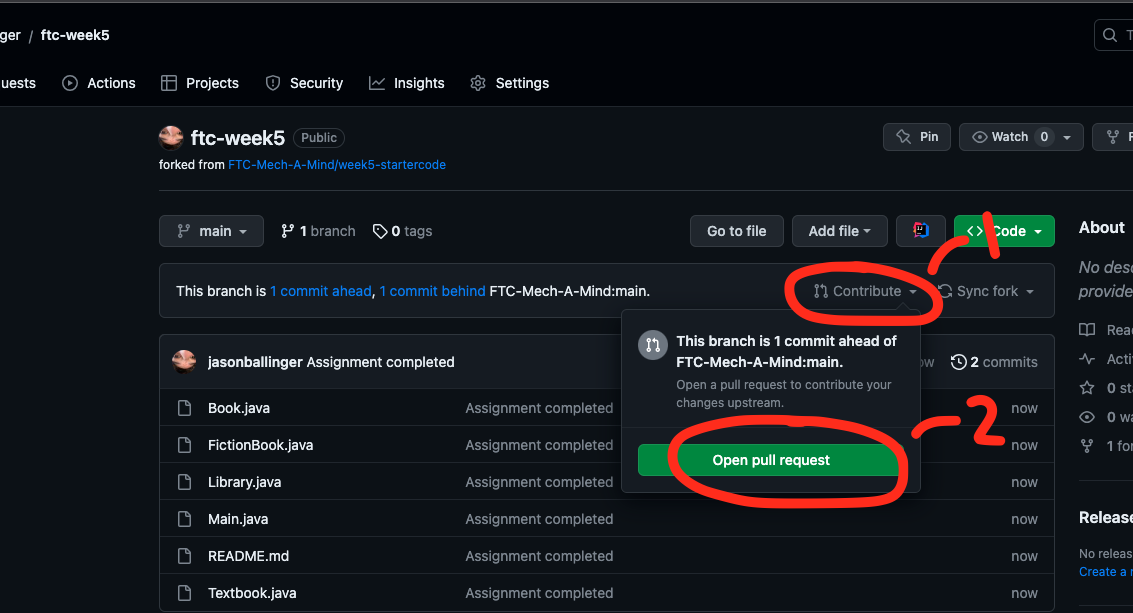 ger / ftc-week5
uests Actions Projects Security Insights Settings
ftc-week5 Public
Pin Watch 0
forked from FTC-Mech-A-Mind/week5-startercode
main 1 branch 0 tags Go to file Add file Code
1
About
No desc
provide
This branch is 1 commit ahead, 1 commit behind FTC-Mech-A-Mind:main.
Contribute Sync fork
This branch is 1 commit ahead of
FTC-Mech-A-Mind:main.
Open a pull request to contribute your
changes upstream.
Open pull request
2
jasonballinger Assignment completed 2 commits
Book.java Assignment completed now
FictionBook.java Assignment completed now
Library.java Assignment completed now
Main.java Assignment completed now
README.md Assignment completed now
Textbook.java Assignment completed now
Read
Acti
0 st
0 wa
1 for
Release
No releas
Create a r